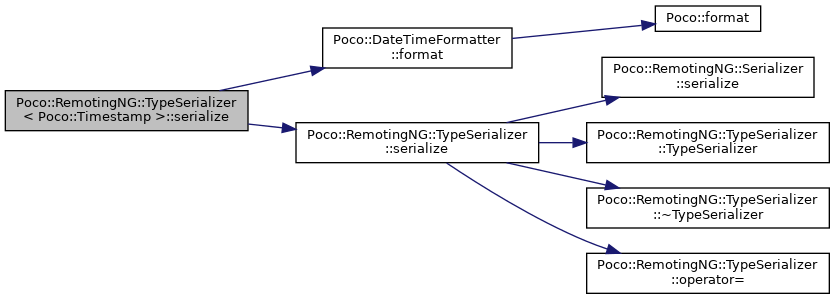 Poco::RemotingNG::TypeSerializer
< Poco::Timestamp >::serialize
Poco::DateTimeFormatter
::format
Poco::format
Poco::RemotingNG::TypeSerializer
::serialize
Poco::RemotingNG::Serializer
::serialize
Poco::RemotingNG::TypeSerializer
::TypeSerializer
Poco::RemotingNG::TypeSerializer
::~TypeSerializer
Poco::RemotingNG::TypeSerializer
::operator=